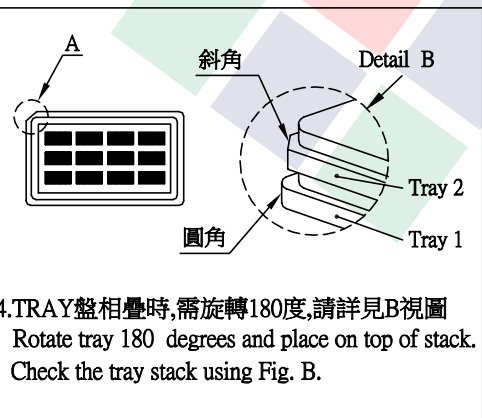 A
斜角
Detail B
Tray 2
圓角
Tray 1
4.TRAY盤相疊時,需旋轉180度,請詳見B視圖
Rotate tray 180 degrees and place on top of stack.
Check the tray stack using Fig. B.